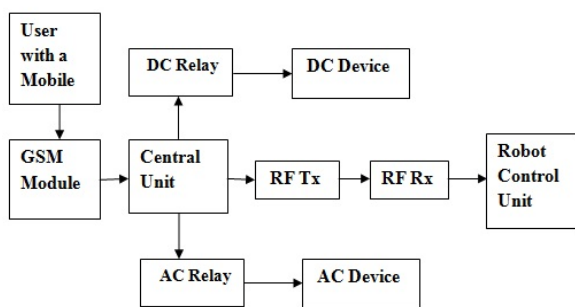 User
with a
Mobile
DC Relay
DC Device
GSM
Module
Central
Unit
RF Tx
RF Rx
Robot
Control
Unit
AC Relay
AC Device